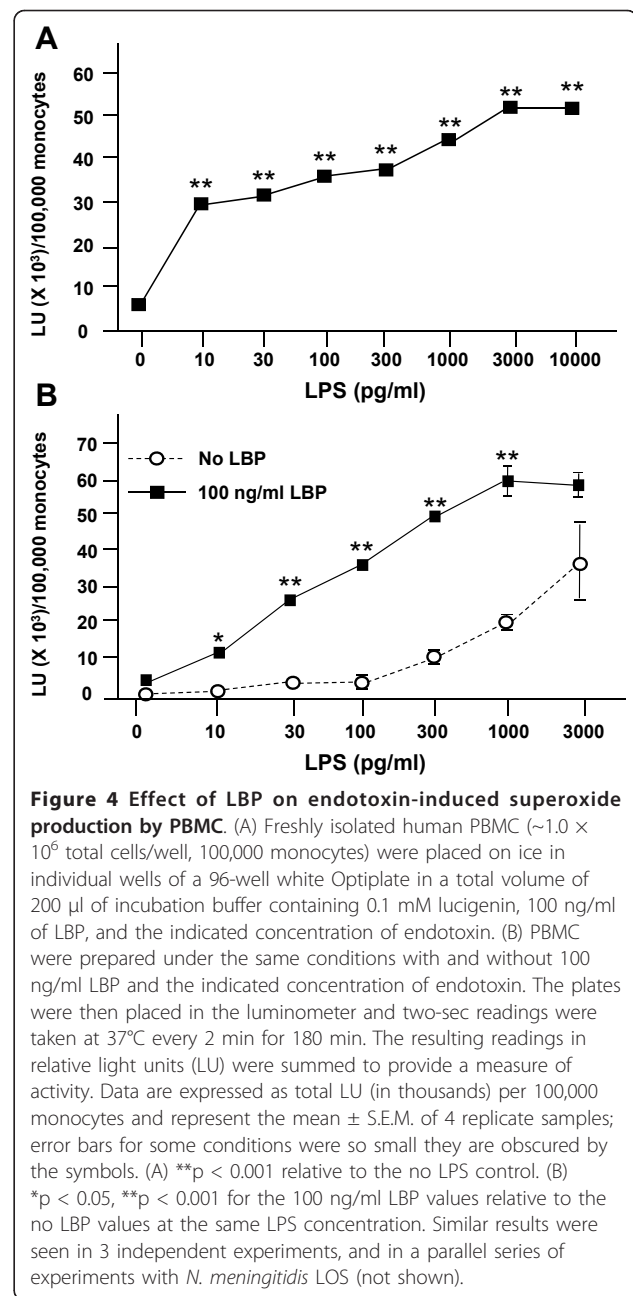 A
LU (X 10³)/100,000 monocytes
60
50
40
30
20
10
0
** ** ** ** ** ** **
0 10 30 100 300 1000 3000 10000
LPS (pg/ml)
B
LU (X 10³)/100,000 monocytes
70
60
50
40
30
20
10
0
No LBP
100 ng/ml LBP
* ** ** ** **
0 10 30 100 300 1000 3000
LPS (pg/ml)
Figure 4 Effect of LBP on endotoxin-induced superoxide
production by PBMC. (A) Freshly isolated human PBMC (~1.0 ×
10⁶ total cells/well, 100,000 monocytes) were placed on ice in
individual wells of a 96-well white Optiplate in a total volume of
200 μl of incubation buffer containing 0.1 mM lucigenin, 100 ng/ml
of LBP, and the indicated concentration of endotoxin. (B) PBMC
were prepared under the same conditions with and without 100
ng/ml LBP and the indicated concentration of endotoxin. The plates
were then placed in the luminometer and two-sec readings were
taken at 37°C every 2 min for 180 min. The resulting readings in
relative light units (LU) were summed to provide a measure of
activity. Data are expressed as total LU (in thousands) per 100,000
monocytes and represent the mean ± S.E.M. of 4 replicate samples;
error bars for some conditions were so small they are obscured by
the symbols. (A) **p < 0.001 relative to the no LPS control. (B)
*p < 0.05, **p < 0.001 for the 100 ng/ml LBP values relative to the
no LBP values at the same LPS concentration. Similar results were
seen in 3 independent experiments, and in a parallel series of
experiments with N. meningitidis LOS (not shown).